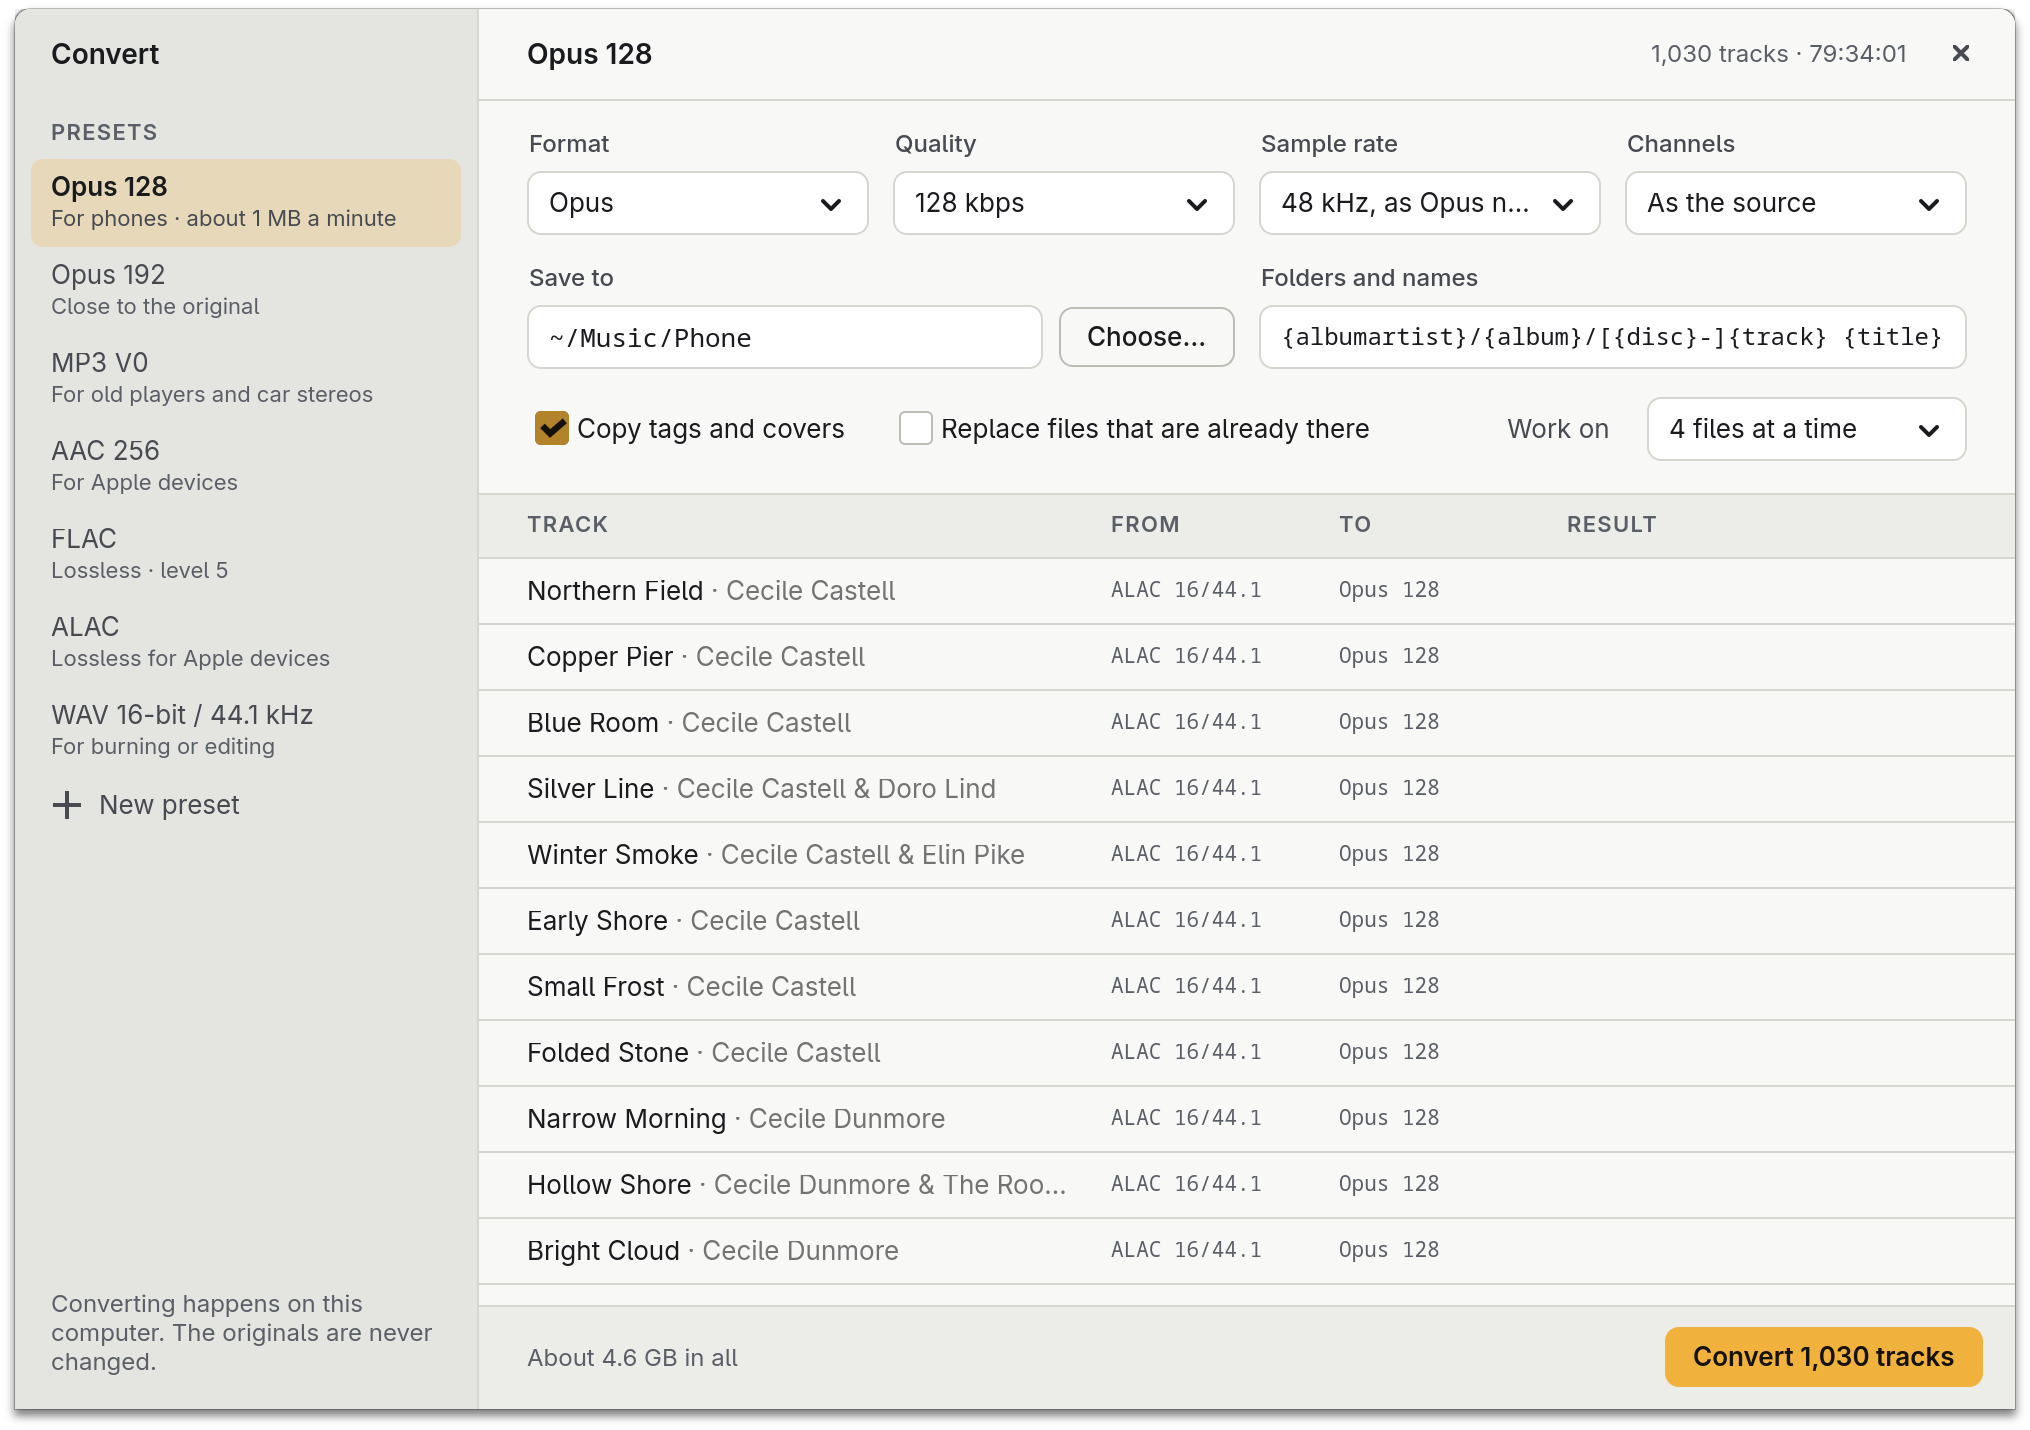 Convert
PRESETS
Opus 128
For phones · about 1 MB a minute
Opus 192
Close to the original
MP3 V0
For old players and car stereos
AAC 256
For Apple devices
FLAC
Lossless · level 5
ALAC
Lossless for Apple devices
WAV 16-bit / 44.1 kHz
For burning or editing
New preset
Converting happens on this
computer. The originals are never
changed.
Opus 128
1,030 tracks · 79:34:01
Format
Quality
Sample rate
Channels
Opus
128 kbps
48 kHz, as Opus n...
As the source
Save to
Folders and names
~/Music/Phone
Choose...
{albumartist}/{album}/[{disc}-]{track} {title}
Copy tags and covers
Replace files that are already there
Work on
4 files at a time
TRACK FROM TO RESULT
Northern Field · Cecile Castell ALAC 16/44.1 Opus 128
Copper Pier · Cecile Castell ALAC 16/44.1 Opus 128
Blue Room · Cecile Castell ALAC 16/44.1 Opus 128
Silver Line · Cecile Castell & Doro Lind ALAC 16/44.1 Opus 128
Winter Smoke · Cecile Castell & Elin Pike ALAC 16/44.1 Opus 128
Early Shore · Cecile Castell ALAC 16/44.1 Opus 128
Small Frost · Cecile Castell ALAC 16/44.1 Opus 128
Folded Stone · Cecile Castell ALAC 16/44.1 Opus 128
Narrow Morning · Cecile Dunmore ALAC 16/44.1 Opus 128
Hollow Shore · Cecile Dunmore & The Roo... ALAC 16/44.1 Opus 128
Bright Cloud · Cecile Dunmore ALAC 16/44.1 Opus 128
About 4.6 GB in all
Convert 1,030 tracks